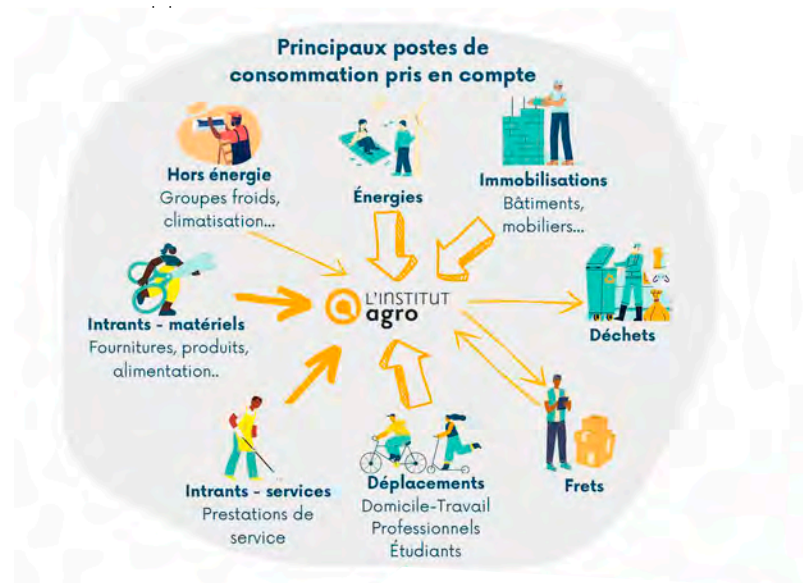 Principaux postes de
consommation pris en compte
Hors énergie
Groupes froids,
climatisation...
Énergies
Immobilisations
Bâtiments,
mobiliers...
Intrants - matériels
Fournitures, produits,
alimentation..
L'INSTITUT
agro
Déchets
Intrants - services
Prestations de
service
Déplacements
Domicile-Travail
Professionnels
Étudiants
Frets